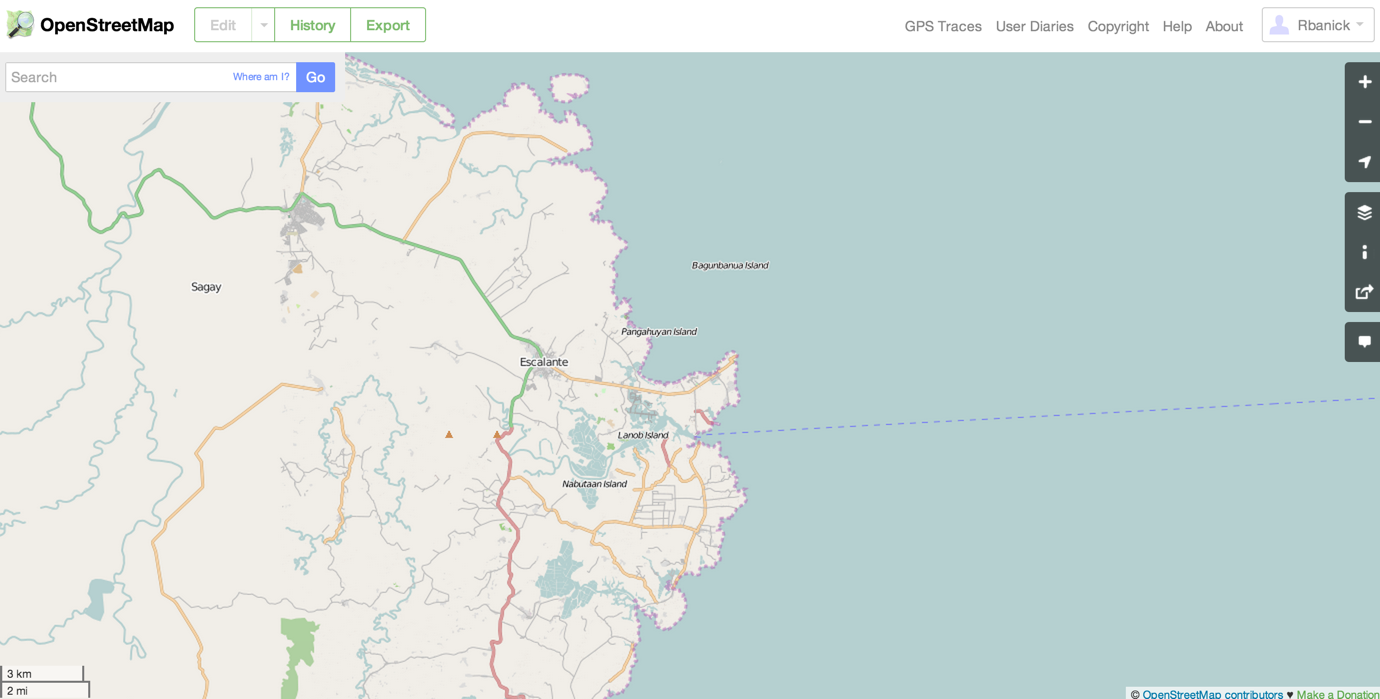 OpenStreetMap Edit History Export GPS Traces User Diaries Copyright Help About Rbanick
Search Where am I? Go
Bagunbanua Island
Sagay
Pangahuyan Island
Escalante
Lanob Island
Nabutaan Island
3 km
2 mi
© OpenStreetMap contributors ♥ Make a Donation